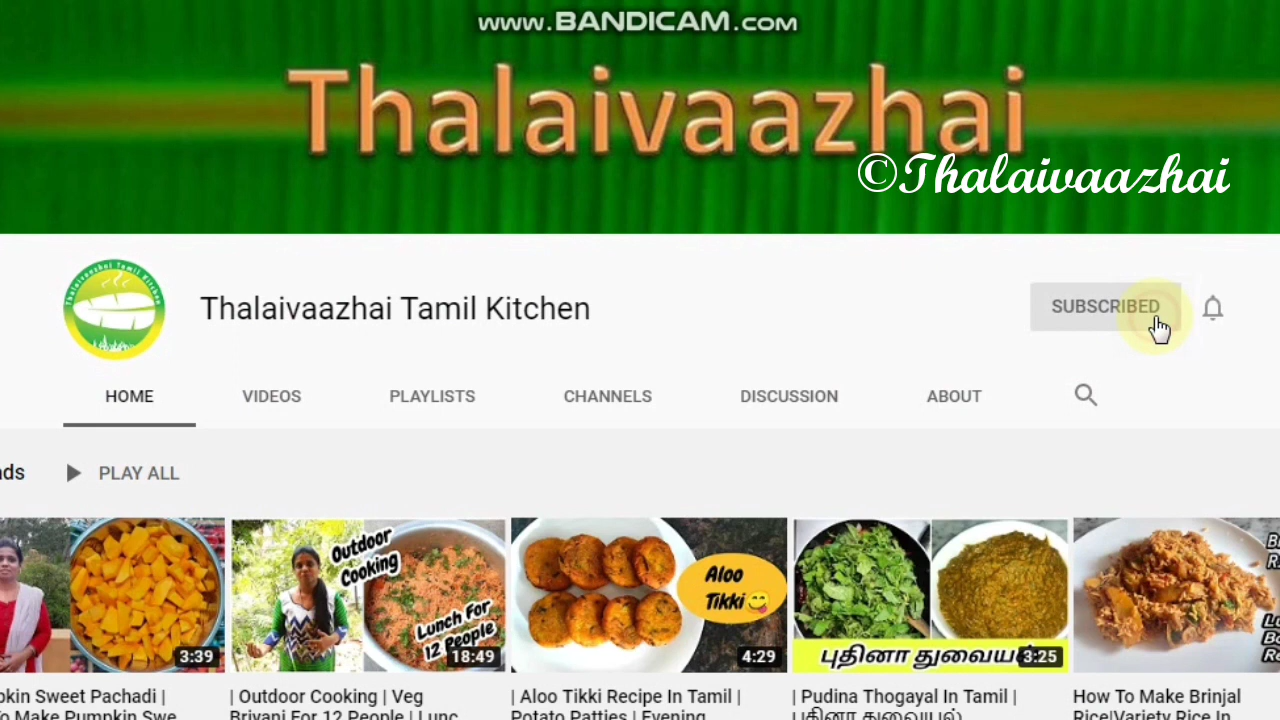 www.BANDICAM.com
Thalaivaazhai
©Thalaivaazhai
Thalaivaazhai Tamil Kitchen
SUBSCRIBED
HOME
VIDEOS
PLAYLISTS
CHANNELS
DISCUSSION
ABOUT
PLAY ALL
Outdoor
Cooking
Lunch For
12 People
Aloo
Tikki
புதினா
3:39
18:49
4:29
3:25
Sweet Pachadi |
Make Pumpkin
| Outdoor Cooking | Veg
Briyani For 12 People |
| Aloo Tikki Recipe In Tamil |
Potato Patties | Evening
| Pudina Thogayal In Tamil |
புதினா துவையல்
How To Make Brinjal
Rice|Variety Rice In